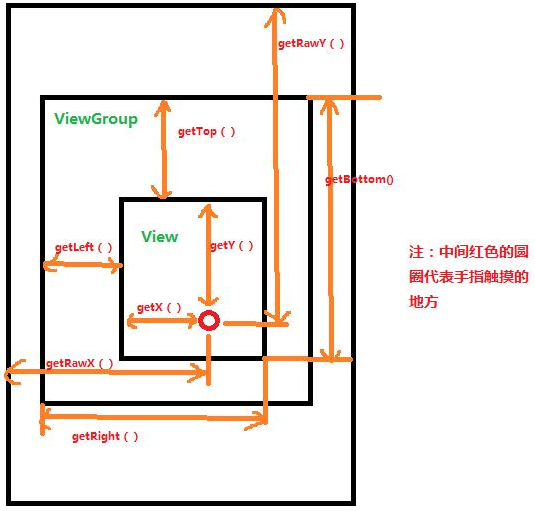 getRawY ( )
ViewGroup
getTop ( )
getBottom()
View
getLeft ( )
getY ( )
注：中间红色的圆
圈代表手指触摸的
地方
getX ( )
getRawX ( )
getRight ( )